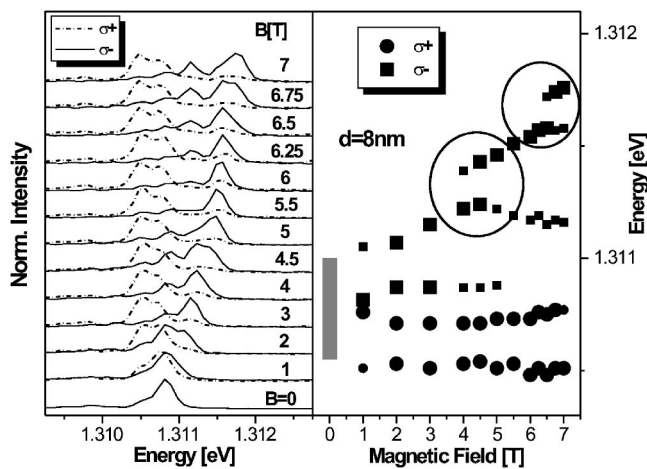 σ+
σ-
B[T]
7
6.75
6.5
6.25
6
5.5
5
4.5
4
3
2
1
B=0
Norm. Intensity
1.310 1.311 1.312
Energy [eV]
σ+
σ-
d=8nm
1.312
1.311
Energy [eV]
0 1 2 3 4 5 6 7
Magnetic Field [T]